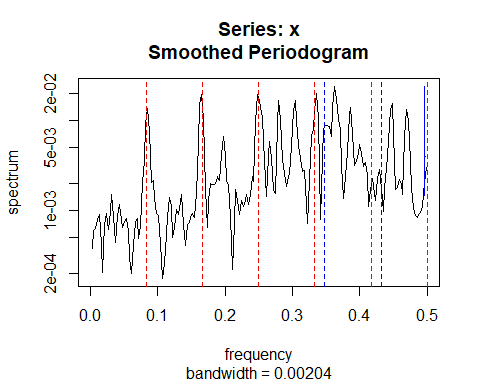 Series: x
Smoothed Periodogram
spectrum
2e-02
5e-03
1e-03
2e-04
0.0
0.1
0.2
0.3
0.4
0.5
frequency
bandwidth = 0.00204